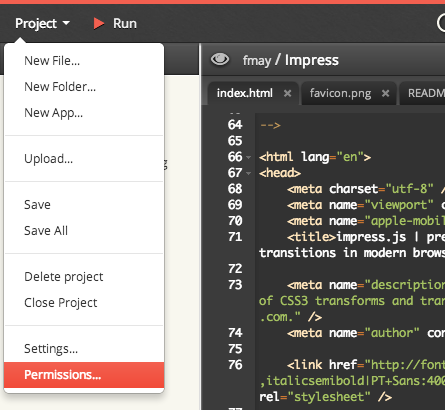 Project
Run
New File...
New Folder...
New App...
Upload...
Save
Save All
Delete project
Close Project
Settings...
Permissions...
fmay / Impress
index.html ×
favicon.png ×
README
64 -->
65
66 <html lang="en">
67 <head>
68 <meta charset="utf-8" /
69 <meta name="viewport" c
70 <meta name="apple-mobil
71 <title>impress.js | pre
transitions in modern brows
72
73 <meta name="description
of CSS3 transforms and tran
.com." />
74 <meta name="author" con
75
76 <link href="http://font
,italicsemibold|PT+Sans:400
rel="stylesheet" />